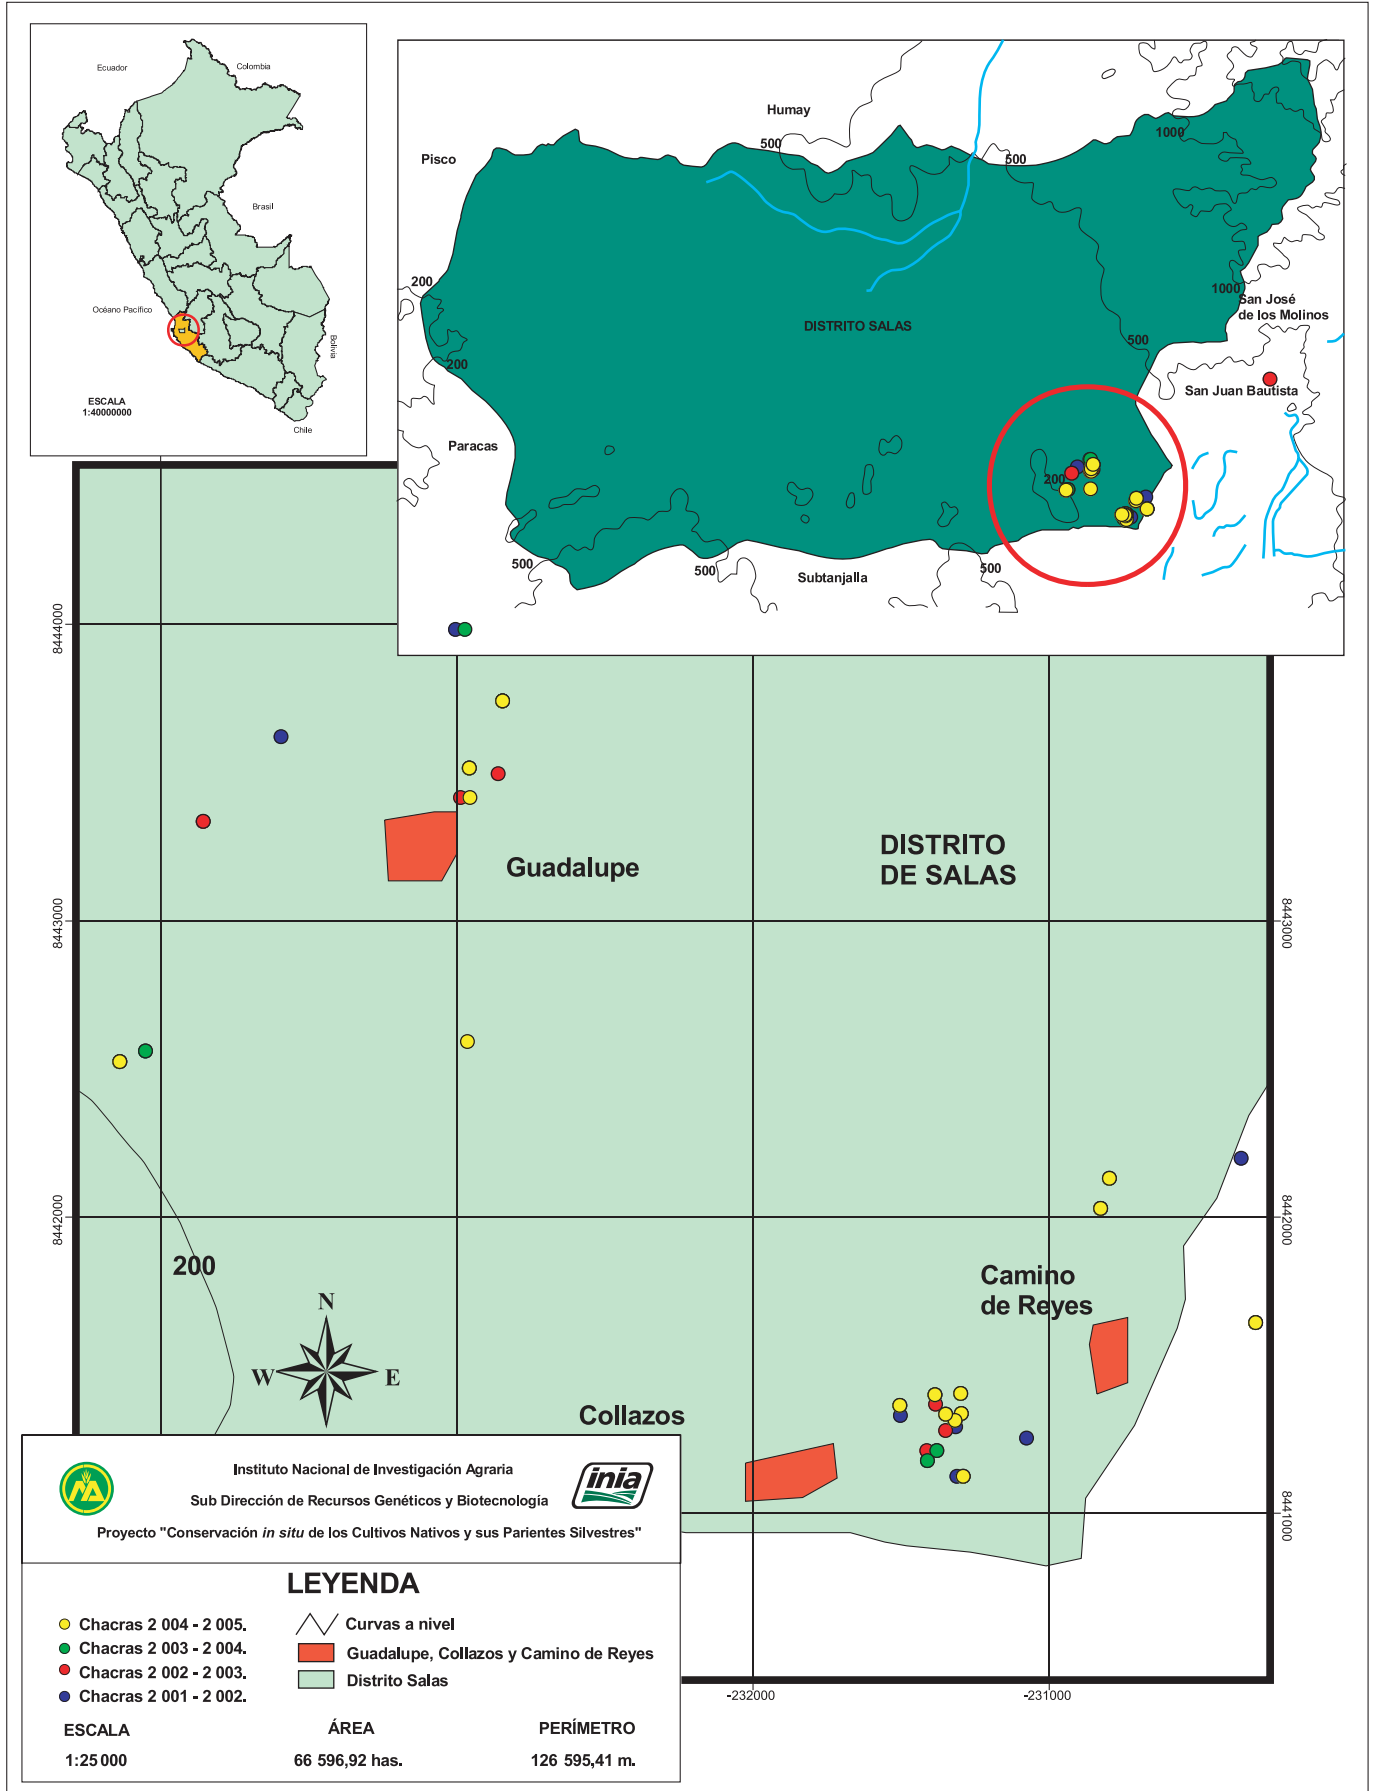 Ecuador
Colombia
Brasil
Océano Pacífico
Bolivia
ESCALA
1:40000000
Chile
Humay
Pisco
500
500
1000
200
1000
San José
de los Molinos
DISTRITO SALAS
500
200
San Juan Bautista
Paracas
200
500
500
Subtanjalla
500
8444000
Guadalupe
DISTRITO
DE SALAS
8443000
8443000
8442000
8442000
200
Camino
de Reyes
N
W
E
Collazos
8441000
Instituto Nacional de Investigación Agraria
Sub Dirección de Recursos Genéticos y Biotecnología
inia
Proyecto "Conservación in situ de los Cultivos Nativos y sus Parientes Silvestres"
LEYENDA
Chacras 2 004 - 2 005.
Chacras 2 003 - 2 004.
Chacras 2 002 - 2 003.
Chacras 2 001 - 2 002.
Curvas a nivel
Guadalupe, Collazos y Camino de Reyes
Distrito Salas
-232000
-231000
ESCALA
ÁREA
PERÍMETRO
1:25 000
66 596,92 has.
126 595,41 m.